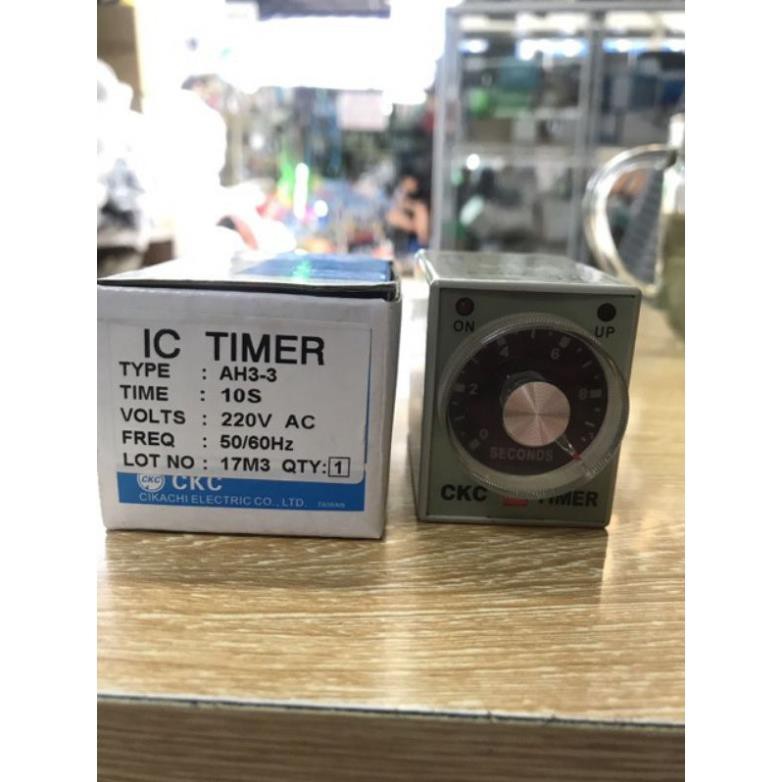 IC TIMER
TYPE : AH3-3
TIME : 10S
VOLTS : 220V AC
FREQ : 50/60Hz
LOT NO : 17M3 QTY: 1
CKC CKC
CIKACHI ELECTRIC CO., LTD.
ON UP
0 2 4 6 8
SECONDS
CKC TIMER